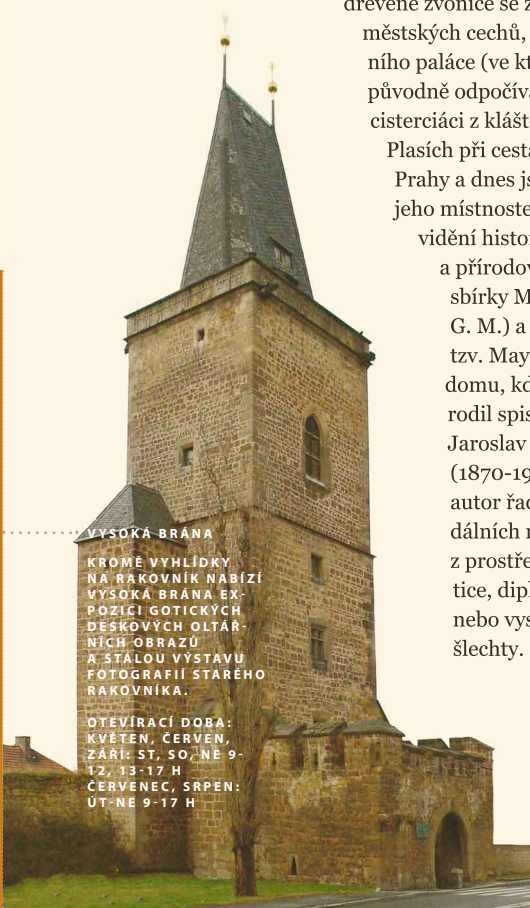 dřevěné zvonice se z
městských cechů,
ního paláce (ve kt
původně odpočíva
cisterciáci z klášte
Plasích při cesta
Prahy a dnes js
jeho místnoste
vidění histor
a přírodov
sbírky M
G. M.) a
tzv. May
domu, kd
rodil spis
Jaroslav
(1870-19
autor řad
dálních r
z prostře
tice, dipl
nebo vys
šlechty.
VYSOKÁ BRÁNA
KROMĚ VYHLÍDKY
NA RAKOVNÍK NABÍZÍ
VYSOKÁ BRÁNA EX-
POZICI GOTICKÝCH
DESKOVÝCH OLTÁŘ-
NÍCH OBRAZŮ
A STÁLOU VÝSTAVU
FOTOGRAFIÍ STARÉHO
RAKOVNÍKA.
OTEVÍRACÍ DOBA:
KVĚTEN, ČERVEN,
ZÁŘÍ: ST, SO, NE 9-
12, 13-17 H
ČERVENEC, SRPEN:
ÚT-NE 9-17 H